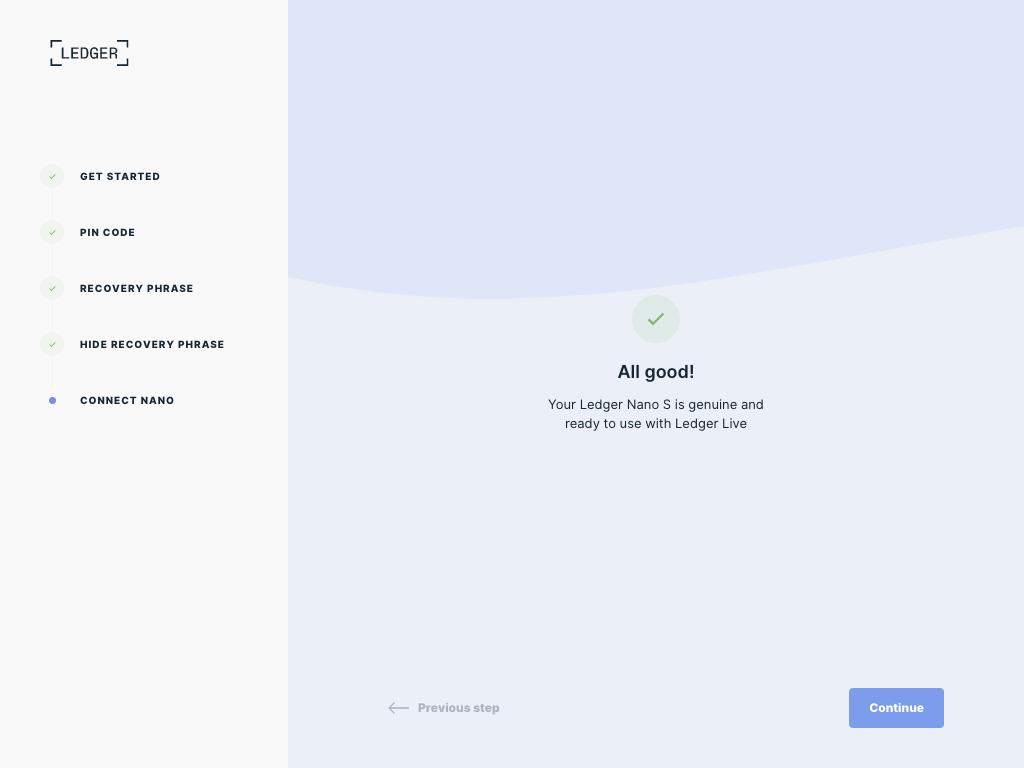 LEDGER
GET STARTED
PIN CODE
RECOVERY PHRASE
HIDE RECOVERY PHRASE
CONNECT NANO
All good!
Your Ledger Nano S is genuine and
ready to use with Ledger Live
Previous step
Continue